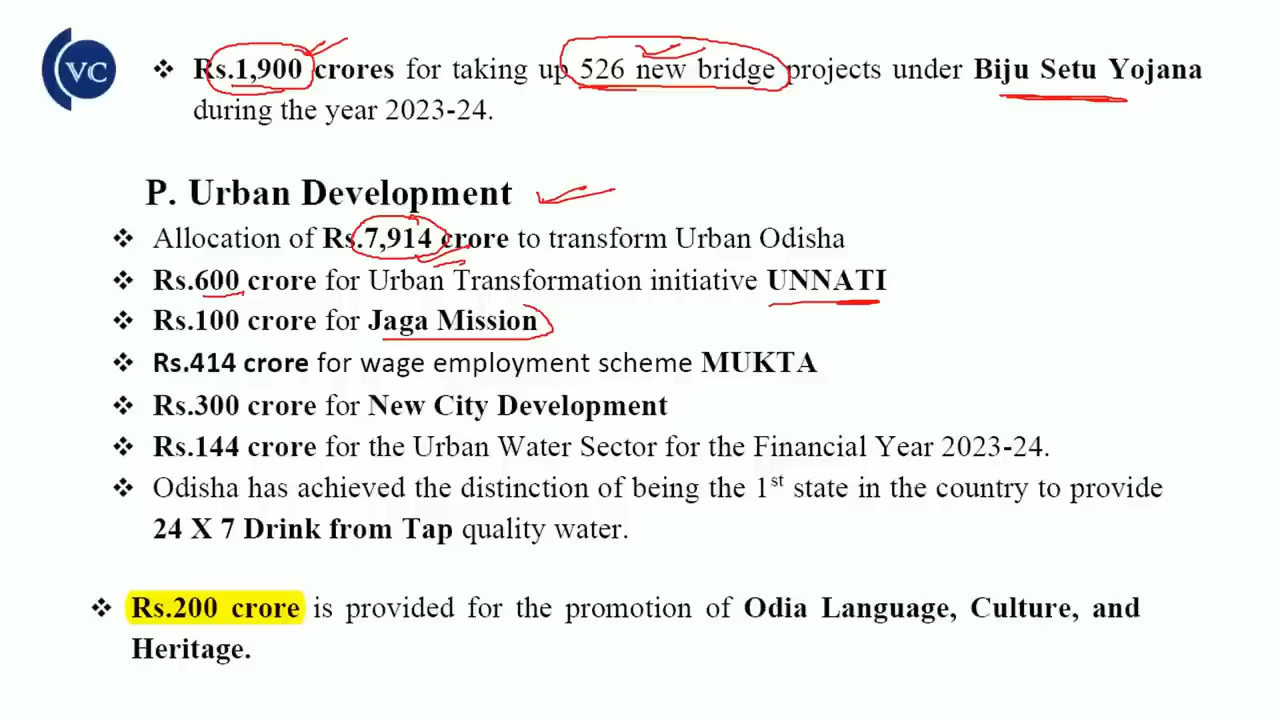 VC
❖ Rs.1,900 crores for taking up 526 new bridge projects under Biju Setu Yojana
during the year 2023-24.
P. Urban Development
❖ Allocation of Rs.7,914 crore to transform Urban Odisha
❖ Rs.600 crore for Urban Transformation initiative UNNATI
❖ Rs.100 crore for Jaga Mission
❖ Rs.414 crore for wage employment scheme MUKTA
❖ Rs.300 crore for New City Development
❖ Rs.144 crore for the Urban Water Sector for the Financial Year 2023-24.
❖ Odisha has achieved the distinction of being the 1st state in the country to provide
24 X 7 Drink from Tap quality water.
❖ Rs.200 crore is provided for the promotion of Odia Language, Culture, and
Heritage.